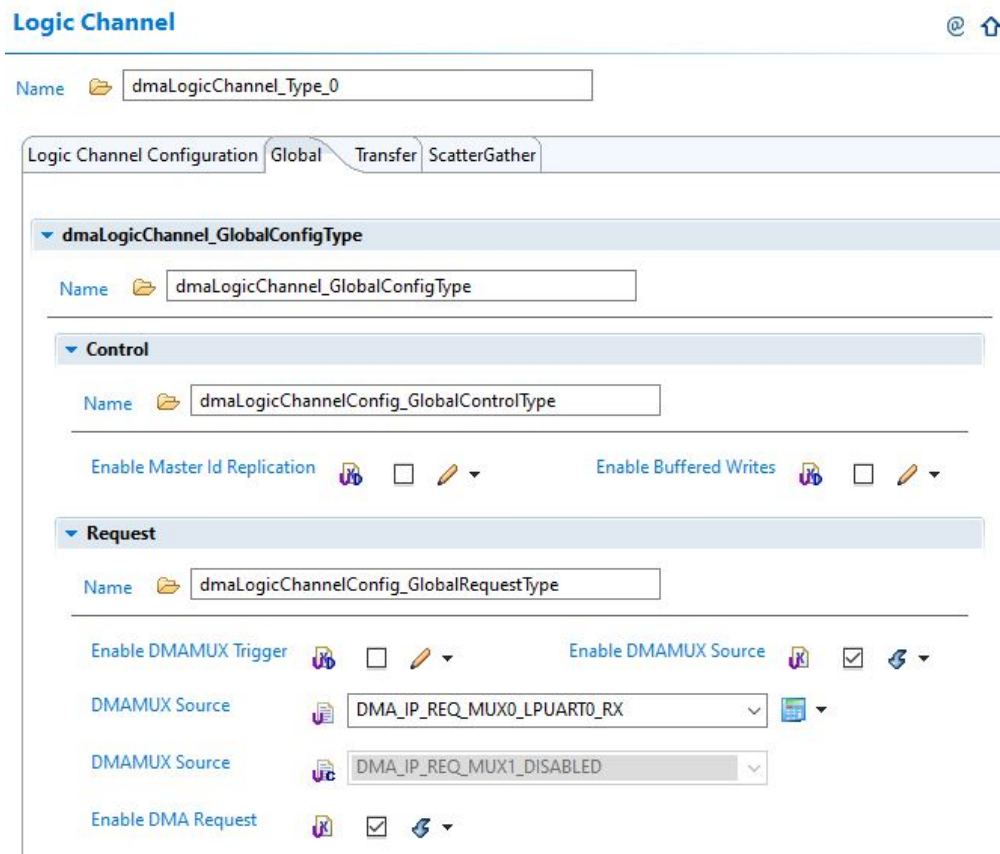 Logic Channel
@
Name dmaLogicChannel_Type_0
Logic Channel Configuration Global Transfer ScatterGather
dmaLogicChannel_GlobalConfigType
Name dmaLogicChannel_GlobalConfigType
Control
Name dmaLogicChannelConfig_GlobalControlType
Enable Master Id Replication Enable Buffered Writes
Request
Name dmaLogicChannelConfig_GlobalRequestType
Enable DMAMUX Trigger Enable DMAMUX Source
DMAMUX Source DMA_IP_REQ_MUX0_LPUART0_RX
DMAMUX Source DMA_IP_REQ_MUX1_DISABLED
Enable DMA Request